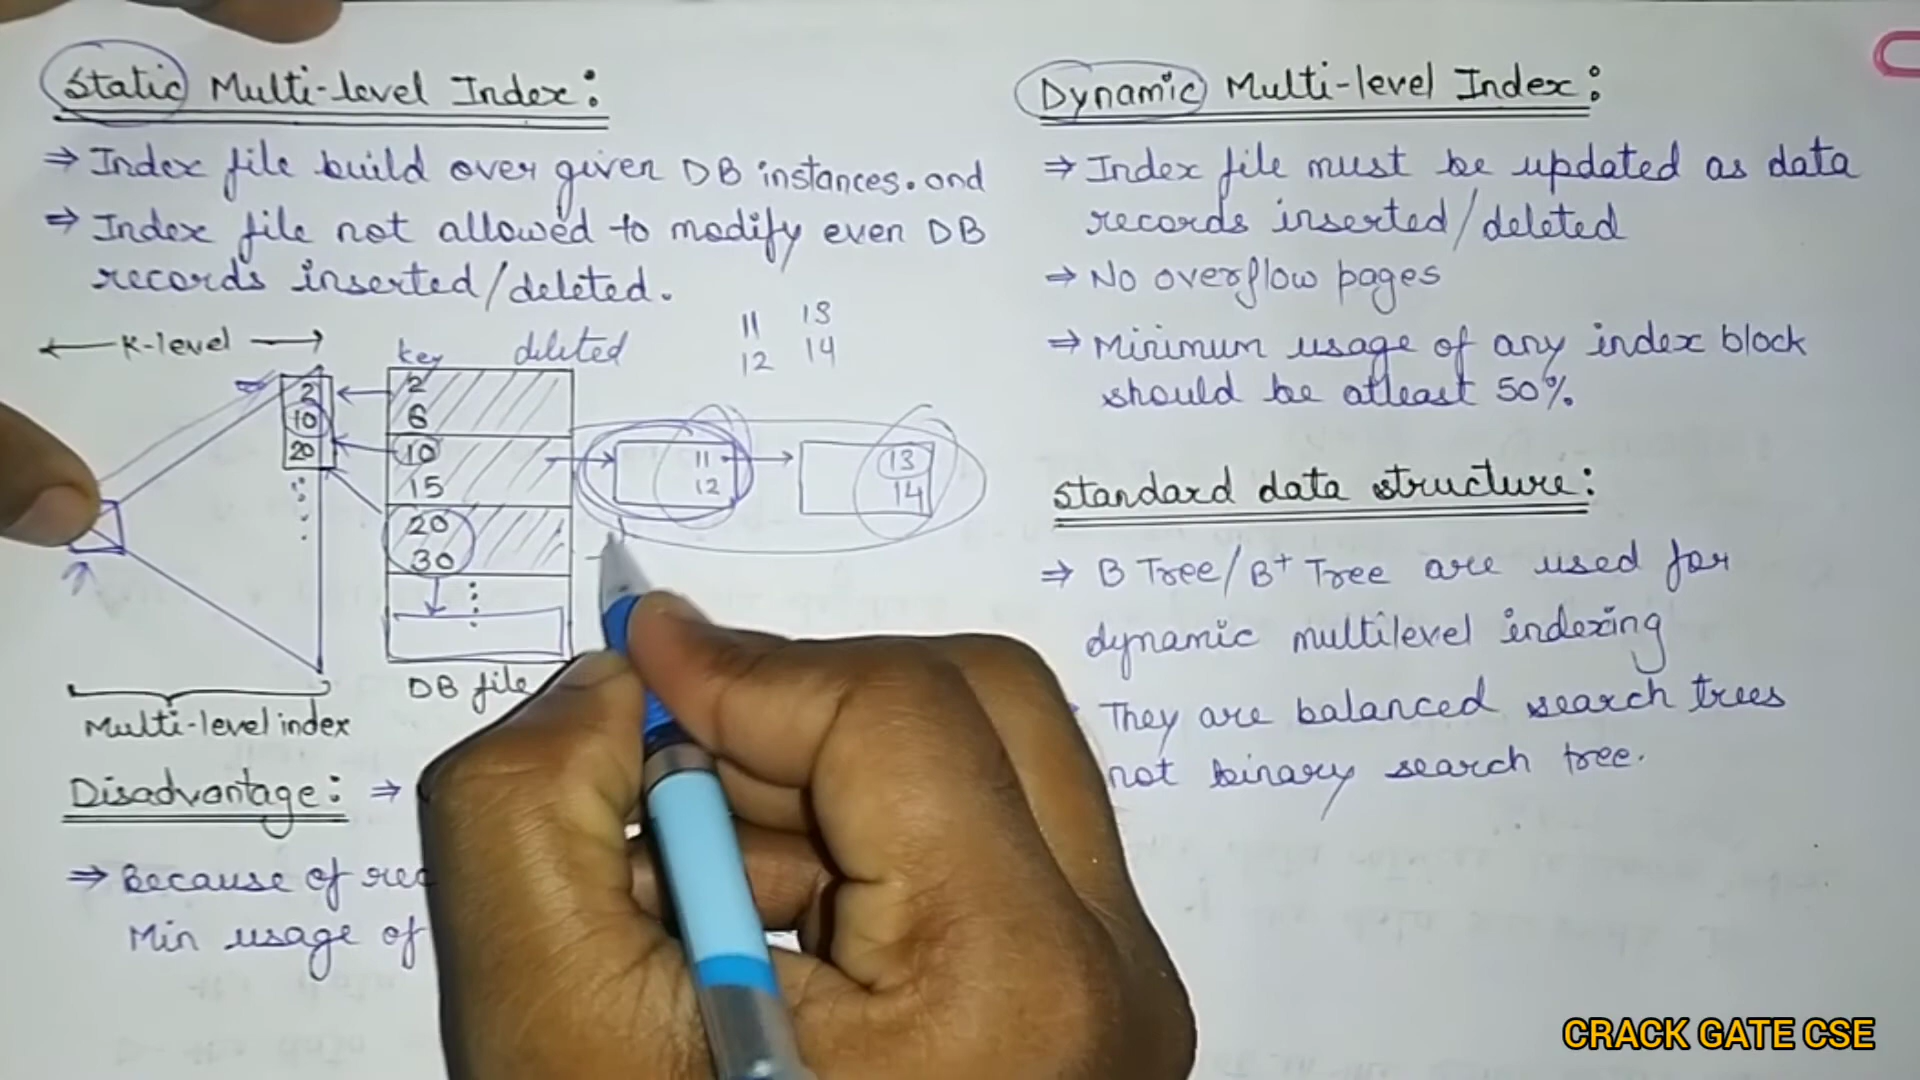 Static Multi-level Index:
⇒ Index file build over given DB instances. and
⇒ Index file not allowed to modify even DB
records inserted/deleted.
← K-level →
key deleted
11 13
12 14
2
10
20
2
6
10
15
20
30
11
12
13
14
DB file
Multi-level index
Disadvantage: ⇒
⇒ Because of rec
Min usage of
Dynamic Multi-level Index:
⇒ Index file must be updated as data
records inserted/deleted
⇒ No overflow pages
⇒ Minimum usage of any index block
should be atleast 50%.
Standard data structure:
⇒ B Tree/B+ Tree are used for
dynamic multilevel indexing
They are balanced search trees
not binary search tree.
CRACK GATE CSE